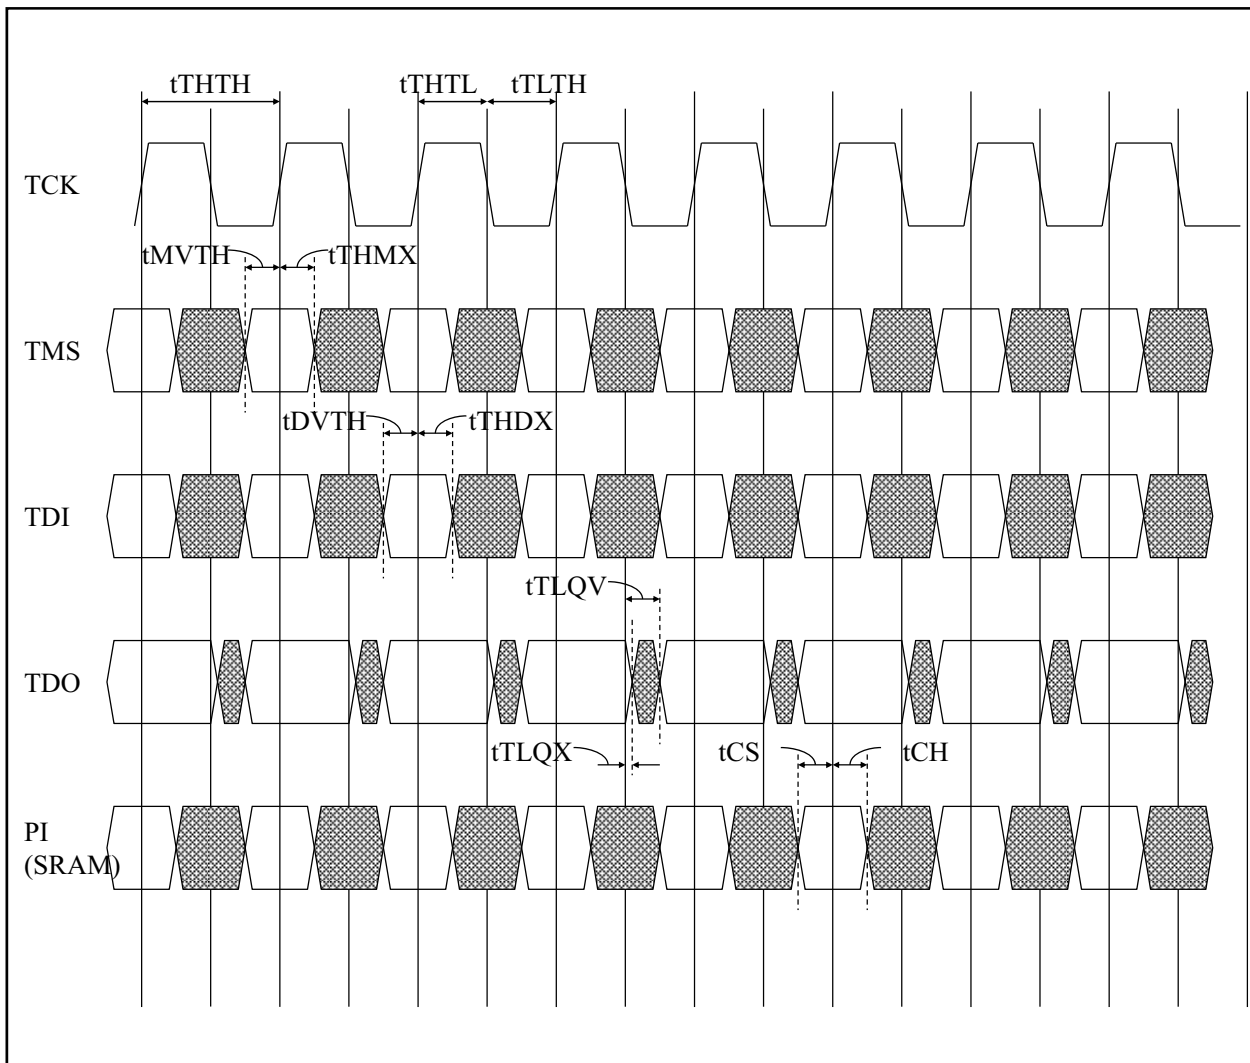 tTHTH tTHTL tTLTH
TCK
tMVTH tTHMX
TMS
tDVTH tTHDX
TDI
tTLQV
TDO
tTLQX tCS tCH
PI
(SRAM)